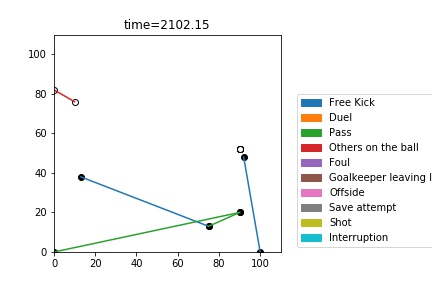 time=2102.15
100
80
60
40
20
0
0 20 40 60 80 100
Free Kick
Duel
Pass
Others on the ball
Foul
Goalkeeper leaving l
Offside
Save attempt
Shot
Interruption